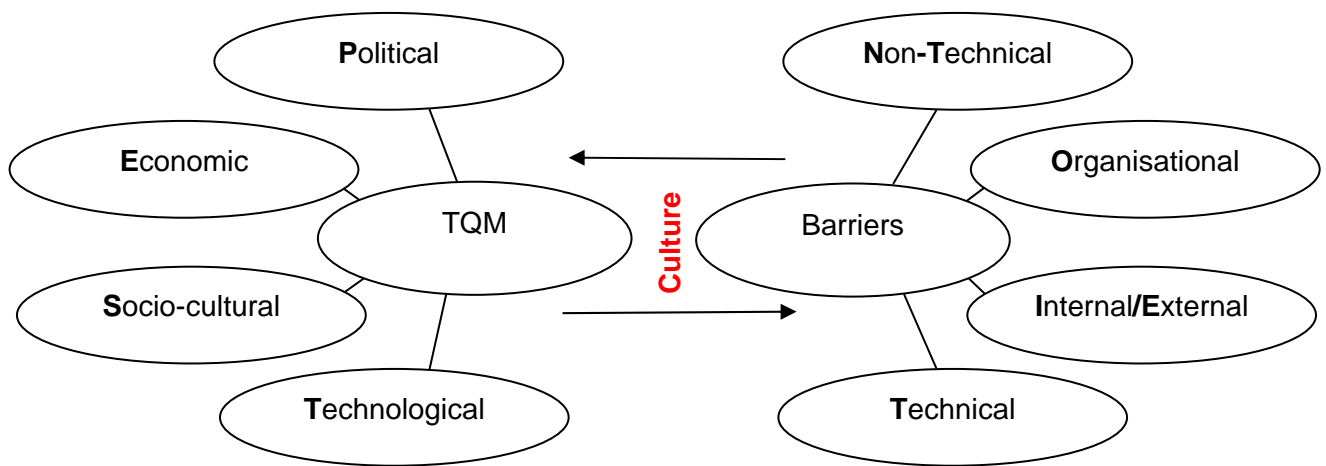 Political
Non-Technical
Economic
Organisational
TQM
Culture
Barriers
Socio-cultural
Internal/External
Technological
Technical